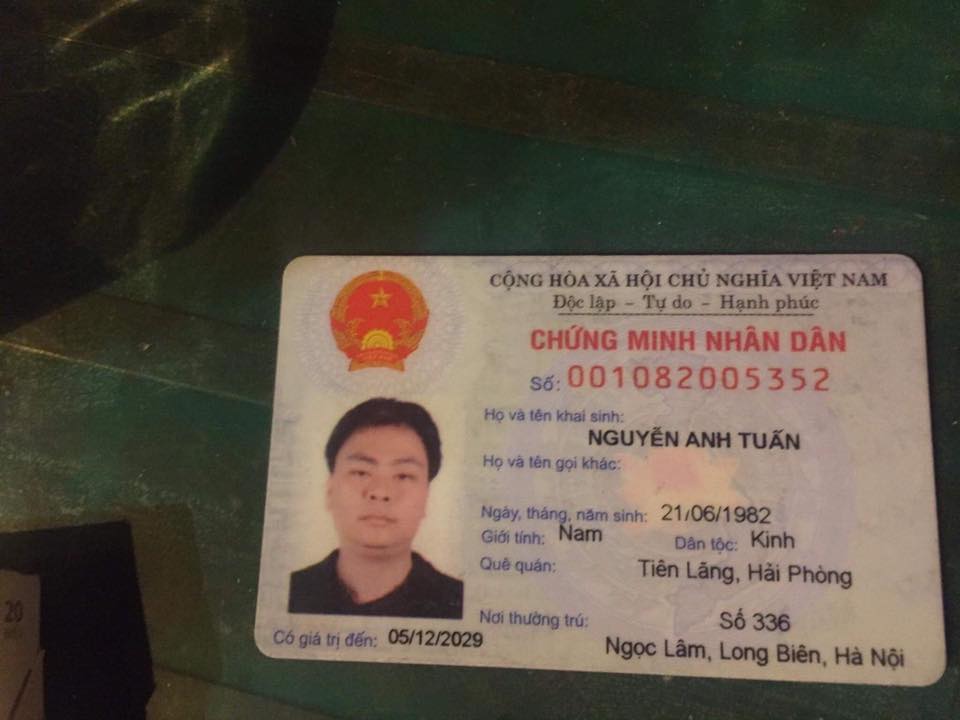 CỘNG HÒA XÃ HỘI CHỦ NGHĨA VIỆT NAM
Độc lập – Tự do – Hạnh phúc
CHỨNG MINH NHÂN DÂN
Số: 001082005352
Họ và tên khai sinh:
NGUYỄN ANH TUẤN
Họ và tên gọi khác:
Ngày, tháng, năm sinh: 21/06/1982
Giới tính: Nam Dân tộc: Kinh
Quê quán: Tiên Lãng, Hải Phòng
Nơi thường trú: Số 336
Ngọc Lâm, Long Biên, Hà Nội
Có giá trị đến: 05/12/2029
20